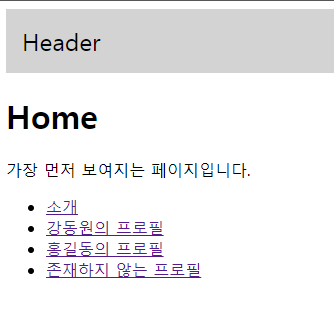 Header
Home
가장 먼저 보여지는 페이지입니다.
소개
강동원의 프로필
홍길동의 프로필
존재하지 않는 프로필